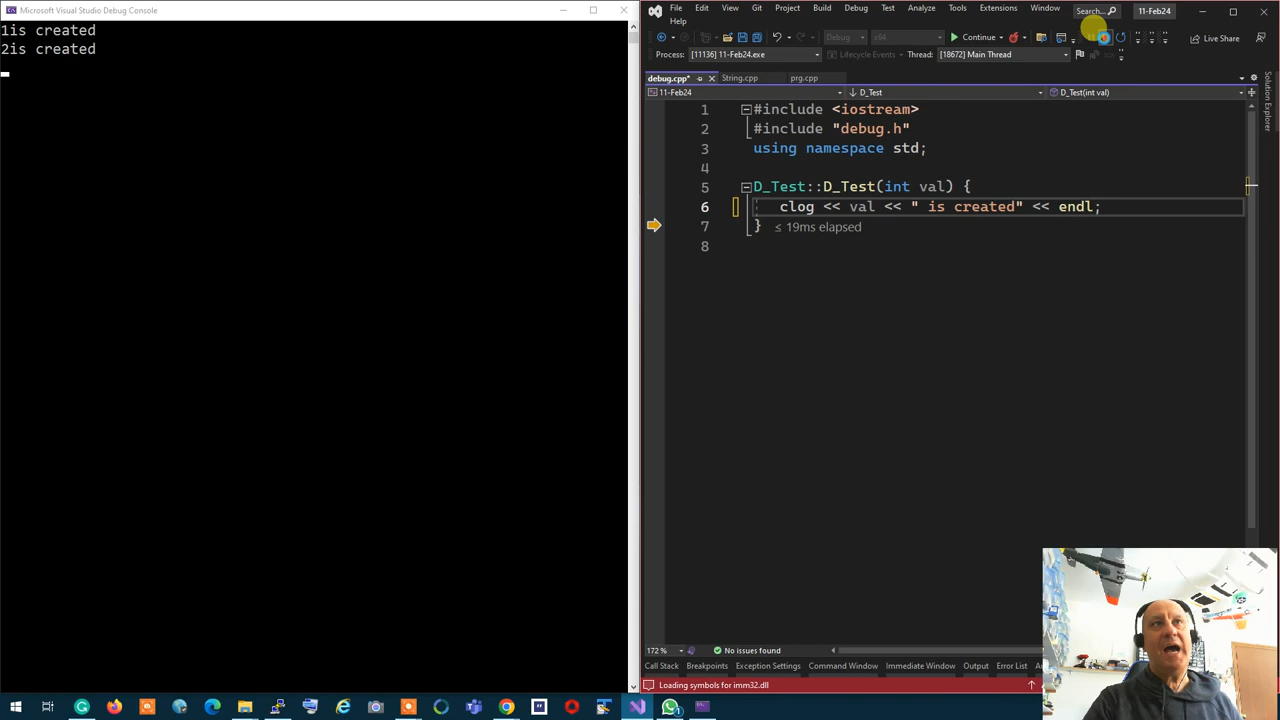 Microsoft Visual Studio Debug Console
1is created
2is created
File Edit View Git Project Build Debug Test Analyze Tools Extensions Window
Search...
11-Feb24
Help
Debug
x64
Continue
Live Share
Process: [11136] 11-Feb24.exe
Lifecycle Events
Thread: [18672] Main Thread
debug.cpp*
String.cpp
prg.cpp
11-Feb24
D_Test
D_Test(int val)
1 #include <iostream>
2 #include "debug.h"
3 using namespace std;
4
5 D_Test::D_Test(int val) {
6 clog << val << " is created" << endl;
7 } ≤ 19ms elapsed
8
Solution Explorer
172 %
No issues found
Call Stack Breakpoints Exception Settings Command Window Immediate Window Output Error List
Loading symbols for imm32.dll